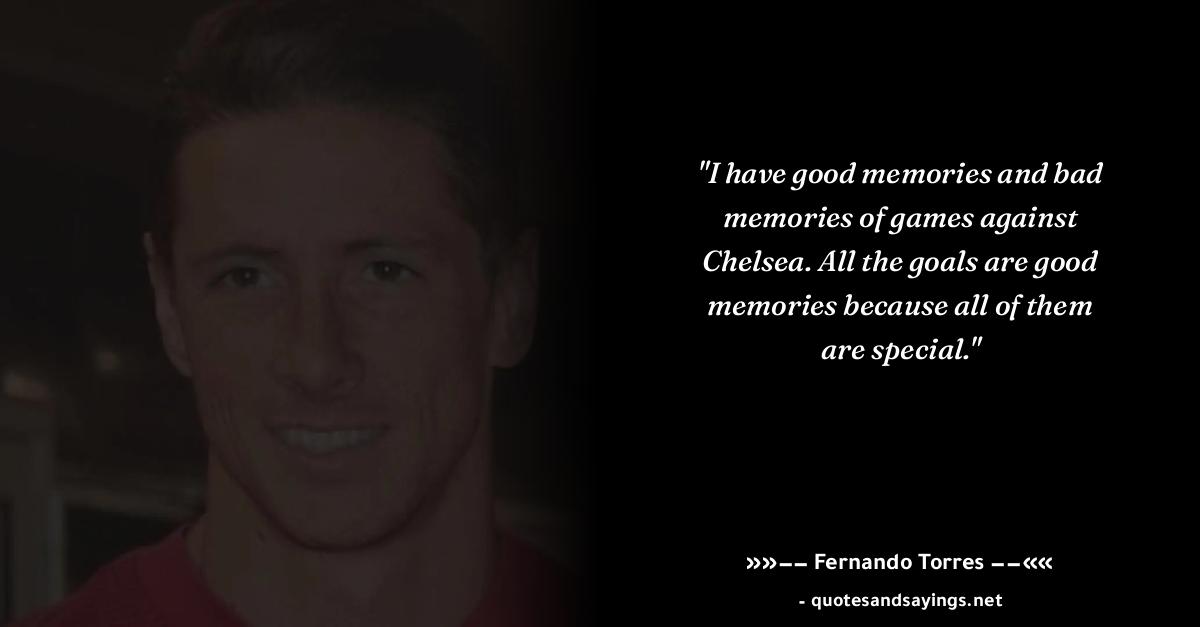 "I have good memories and bad
memories of games against
Chelsea. All the goals are good
memories because all of them
are special."
»»−− Fernando Torres −−««
- quotesandsayings.net